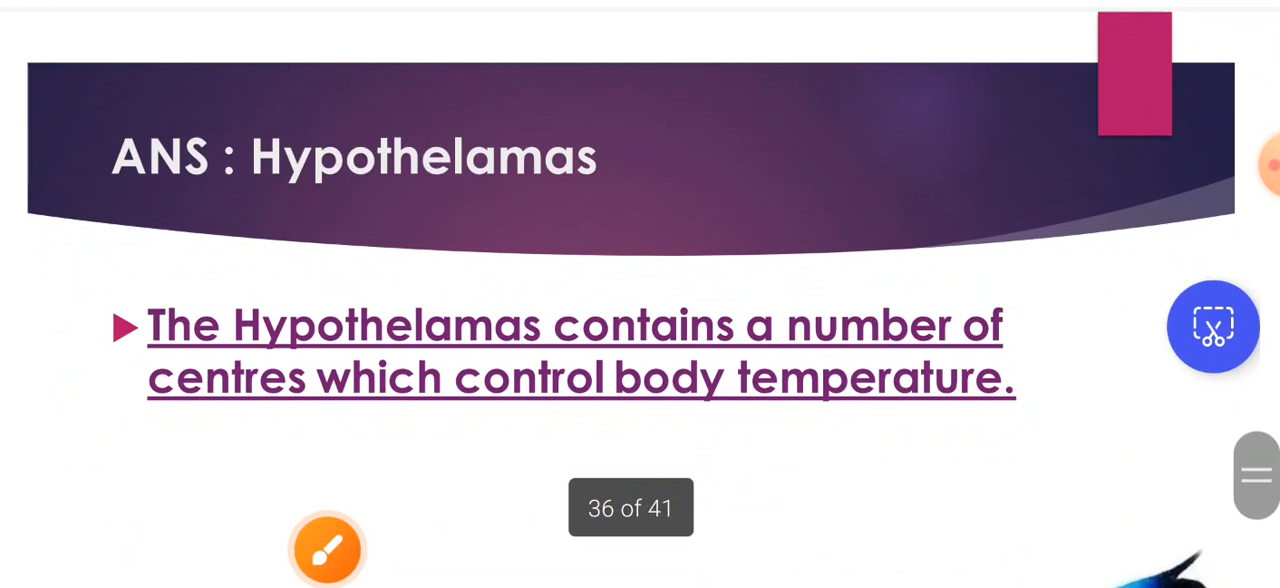 ANS : Hypothelamas
The Hypothelamas contains a number of
centres which control body temperature.
36 of 41